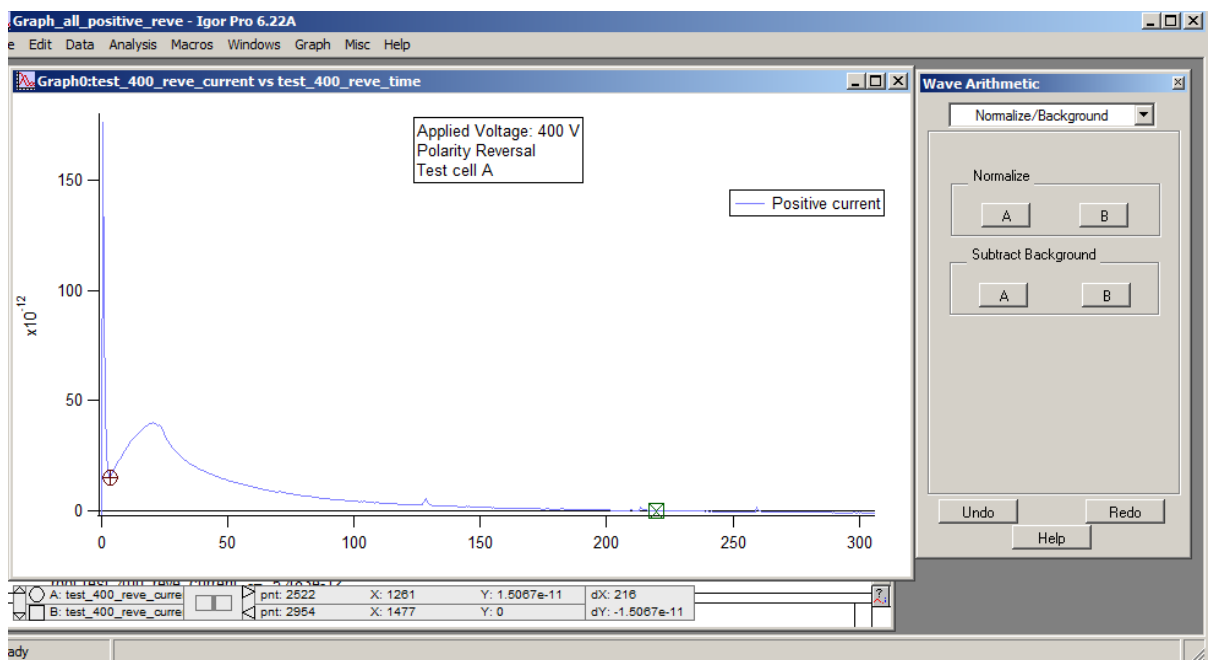 Graph_all_positive_reve - Igor Pro 6.22A
e Edit Data Analysis Macros Windows Graph Misc Help
Graph0:test_400_reve_current vs test_400_reve_time
Applied Voltage: 400 V
Polarity Reversal
Test cell A
Positive current
150
100
50
0
x10-12
0 50 100 150 200 250 300
Wave Arithmetic
Normalize/Background
Normalize
A B
Subtract Background
A B
Undo Redo
Help
A: test_400_reve_curre pnt: 2522 X: 1261 Y: 1.5067e-11 dX: 216
B: test_400_reve_curre pnt: 2954 X: 1477 Y: 0 dY: -1.5067e-11
ady